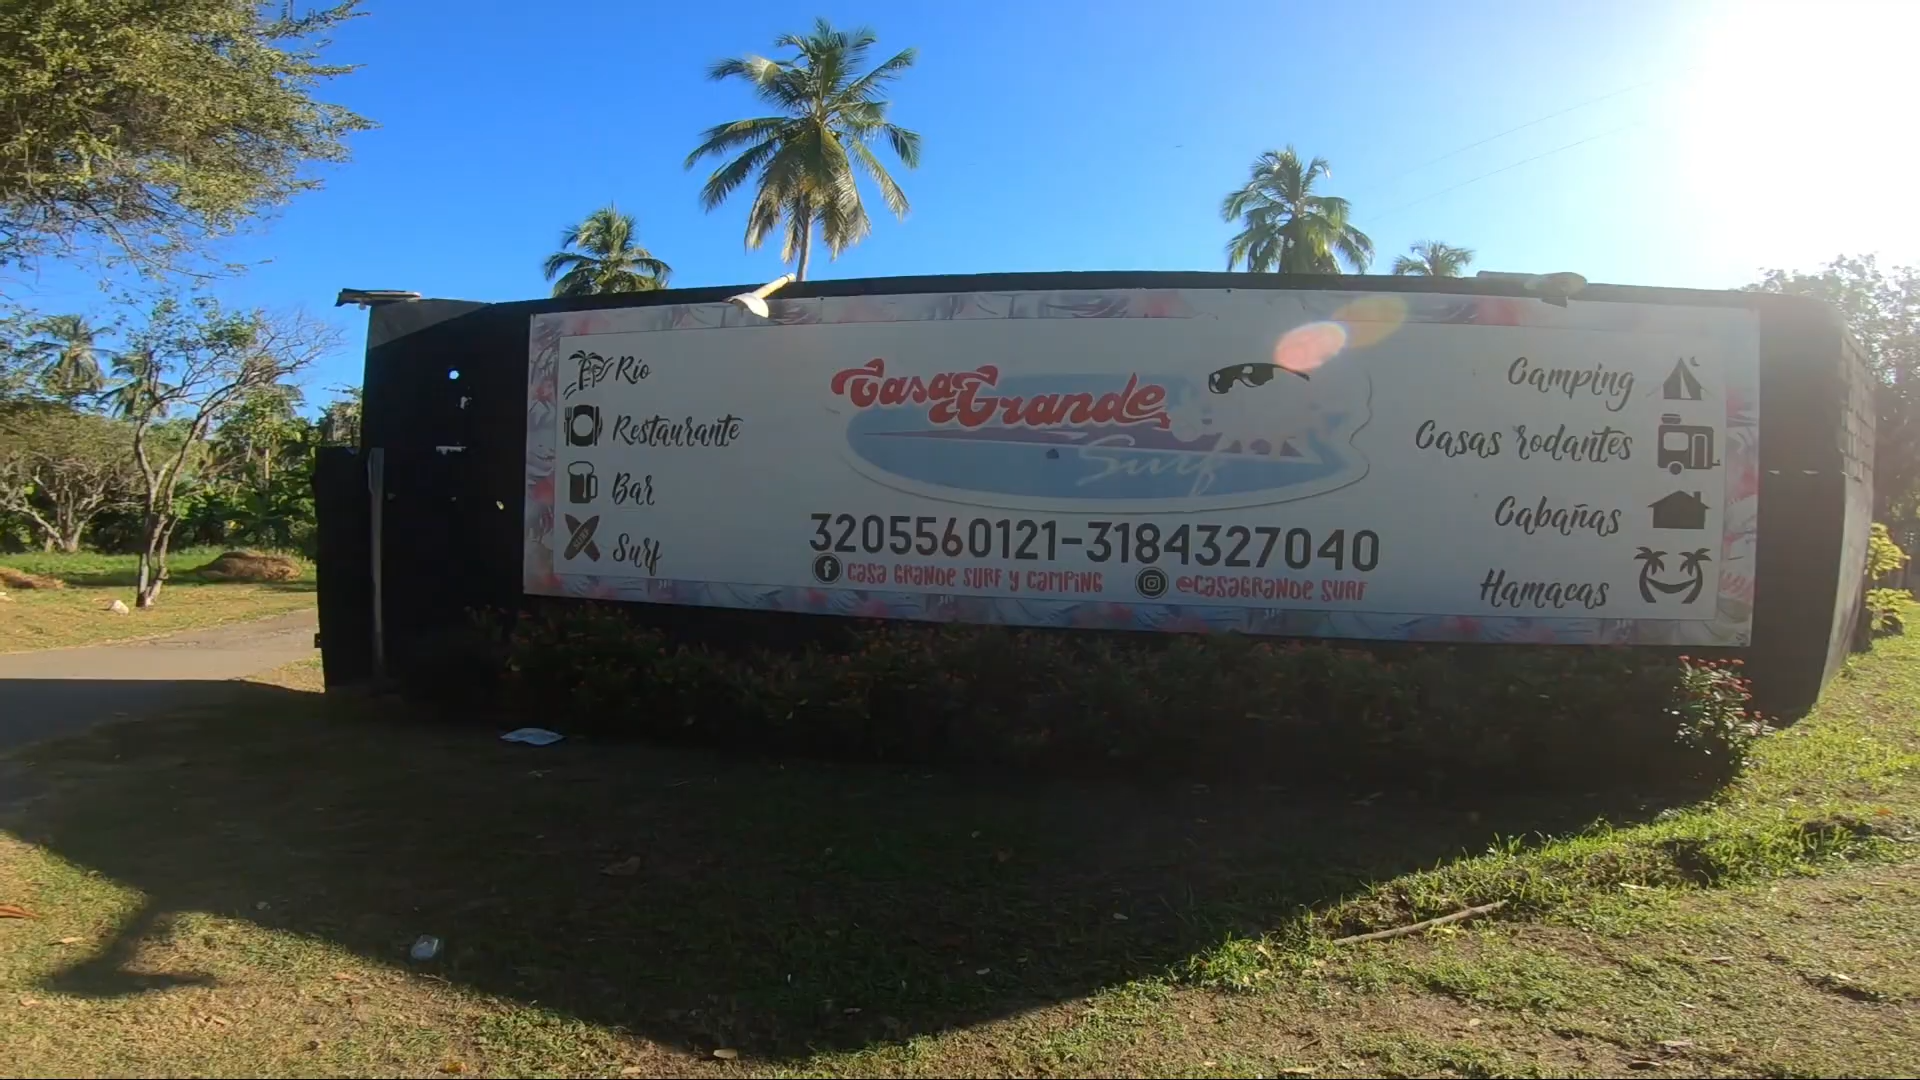 Río
Restaurante
Bar
Surf
Casa Grande
Surf
3205560121-3184327040
CASA GRANDE SURF Y CAMPING
@CASAGRANDE SURF
Camping
Casas rodantes
Cabañas
Hamacas